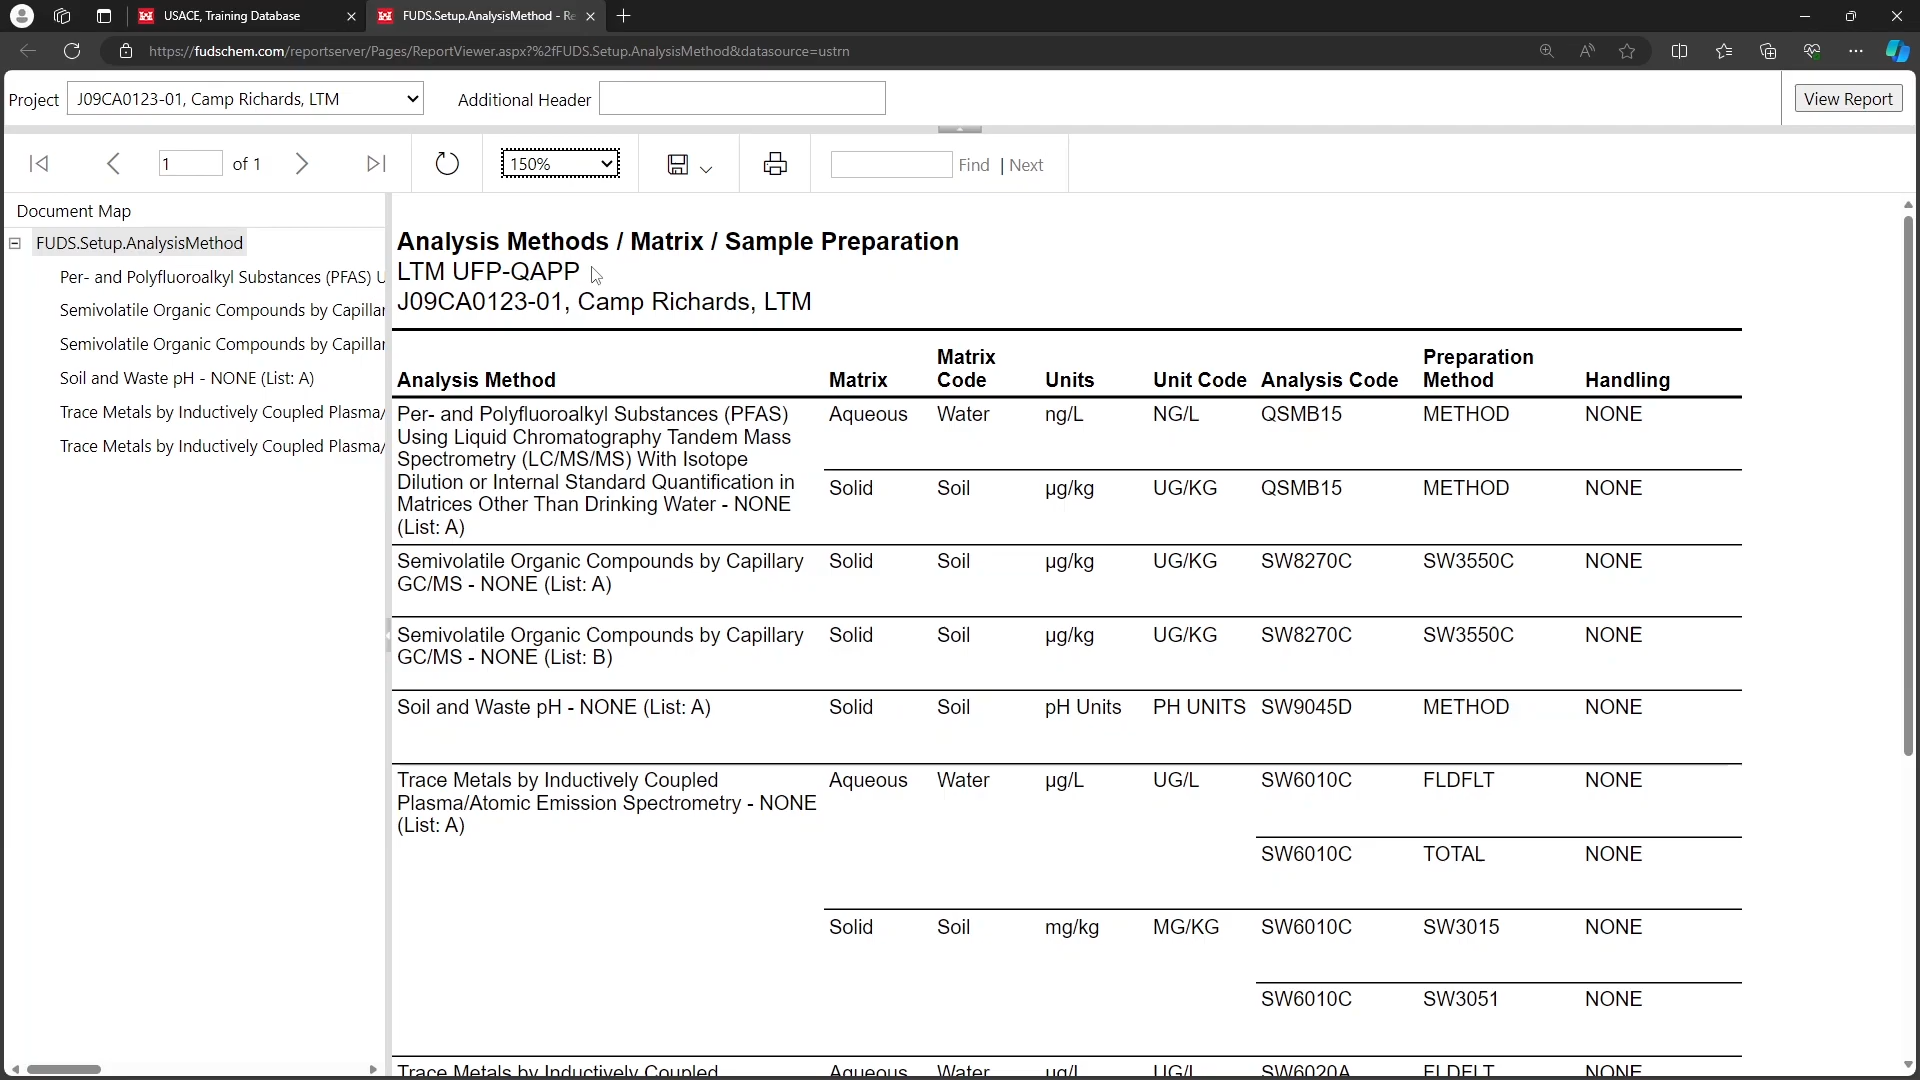 USACE, Training Database
FUDS.Setup.AnalysisMethod - Re
https://fudschem.com/reportserver/Pages/ReportViewer.aspx?%2fFUDS.Setup.AnalysisMethod&datasource=ustrn
Project J09CA0123-01, Camp Richards, LTM Additional Header View Report
1 of 1 150% Find | Next
Document Map
FUDS.Setup.AnalysisMethod
Per- and Polyfluoroalkyl Substances (PFAS) U
Semivolatile Organic Compounds by Capillar
Semivolatile Organic Compounds by Capillar
Soil and Waste pH - NONE (List: A)
Trace Metals by Inductively Coupled Plasma/
Trace Metals by Inductively Coupled Plasma/
Analysis Methods / Matrix / Sample Preparation
LTM UFP-QAPP
J09CA0123-01, Camp Richards, LTM
Matrix Preparation
Analysis Method Matrix Code Units Unit Code Analysis Code Method Handling
Per- and Polyfluoroalkyl Substances (PFAS) Aqueous Water ng/L NG/L QSMB15 METHOD NONE
Using Liquid Chromatography Tandem Mass
Spectrometry (LC/MS/MS) With Isotope
Dilution or Internal Standard Quantification in Solid Soil µg/kg UG/KG QSMB15 METHOD NONE
Matrices Other Than Drinking Water - NONE
(List: A)
Semivolatile Organic Compounds by Capillary Solid Soil µg/kg UG/KG SW8270C SW3550C NONE
GC/MS - NONE (List: A)
Semivolatile Organic Compounds by Capillary Solid Soil µg/kg UG/KG SW8270C SW3550C NONE
GC/MS - NONE (List: B)
Soil and Waste pH - NONE (List: A) Solid Soil pH Units PH UNITS SW9045D METHOD NONE
Trace Metals by Inductively Coupled Aqueous Water µg/L UG/L SW6010C FLDFLT NONE
Plasma/Atomic Emission Spectrometry - NONE
(List: A)
SW6010C TOTAL NONE
Solid Soil mg/kg MG/KG SW6010C SW3015 NONE
SW6010C SW3051 NONE
Trace Metals by Inductively Coupled Aqueous Water µg/L UG/L SW6020A FLDFLT NONE